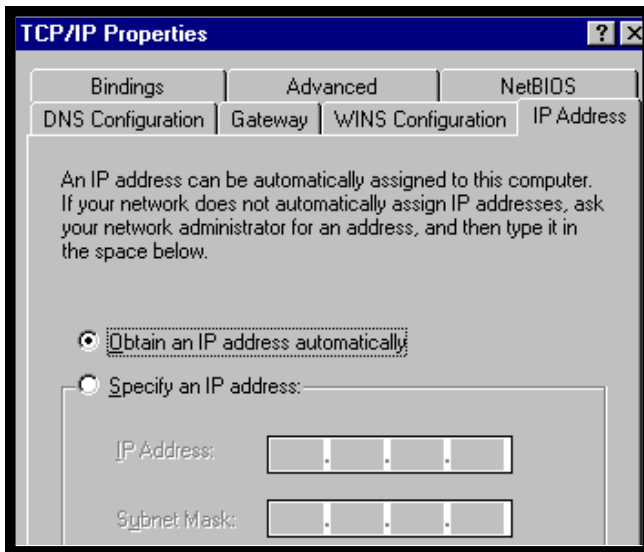 TCP/IP Properties
Bindings Advanced NetBIOS
DNS Configuration Gateway WINS Configuration IP Address
An IP address can be automatically assigned to this computer.
If your network does not automatically assign IP addresses, ask
your network administrator for an address, and then type it in
the space below.
Obtain an IP address automatically
Specify an IP address:
IP Address:
Subnet Mask: